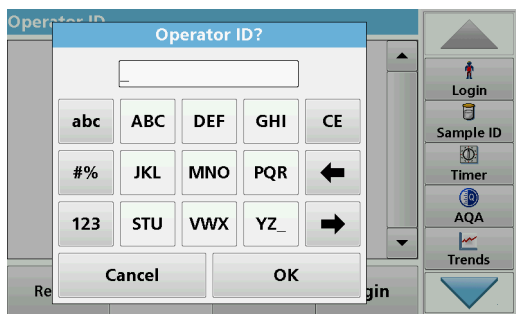 Operator ID
Operator ID?
_
abc ABC DEF GHI CE
#% JKL MNO PQR
123 STU VWX YZ_
Cancel OK
Re gin
Login
Sample ID
Timer
AQA
Trends